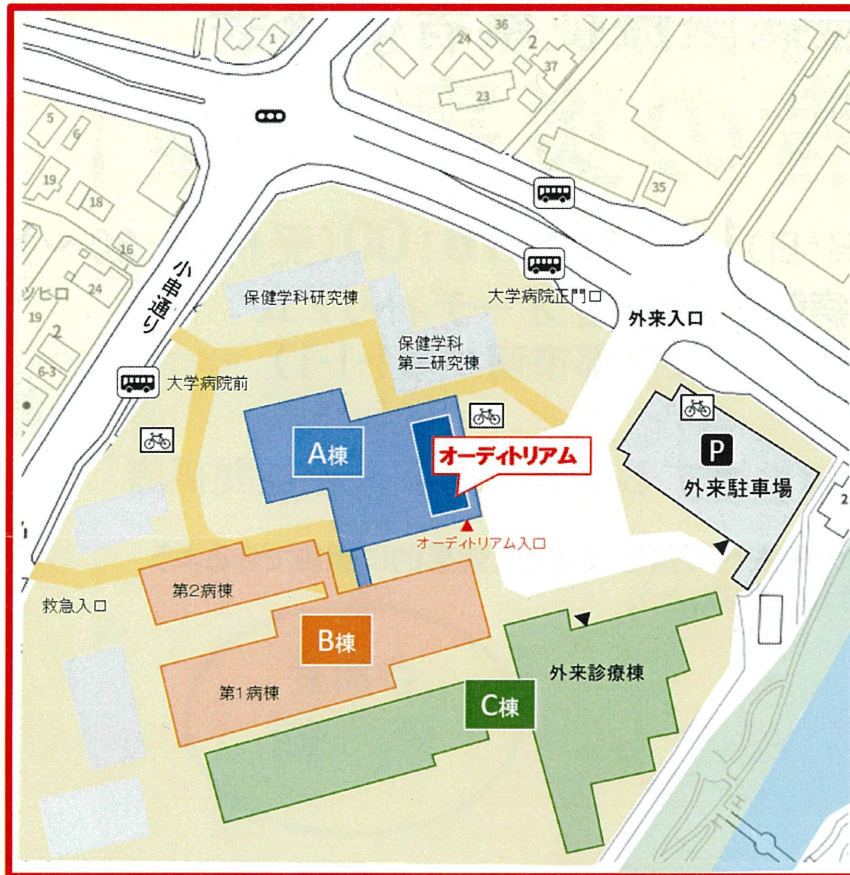 1
36
24
2
37
23
5
6
19
18
35
16
小串通り
24
ツヒロ
19
2
6-3
保健学科研究棟
大学病院正門口
外来入口
保健学科
第二研究棟
大学病院前
A棟
オーディトリアム
P
外来駐車場
2
オーディトリアム入口
第2病棟
救急入口
B棟
外来診療棟
第1病棟
C棟